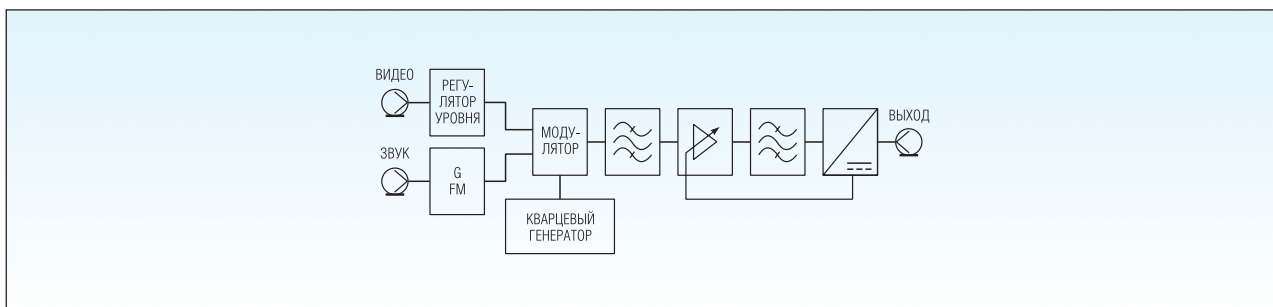 ВИДЕО
РЕГУ-
ЛЯТОР
УРОВНЯ
ЗВУК
G
FM
МОДУ-
ЛЯТОР
КВАРЦЕВЫЙ
ГЕНЕРАТОР
ВЫХОД